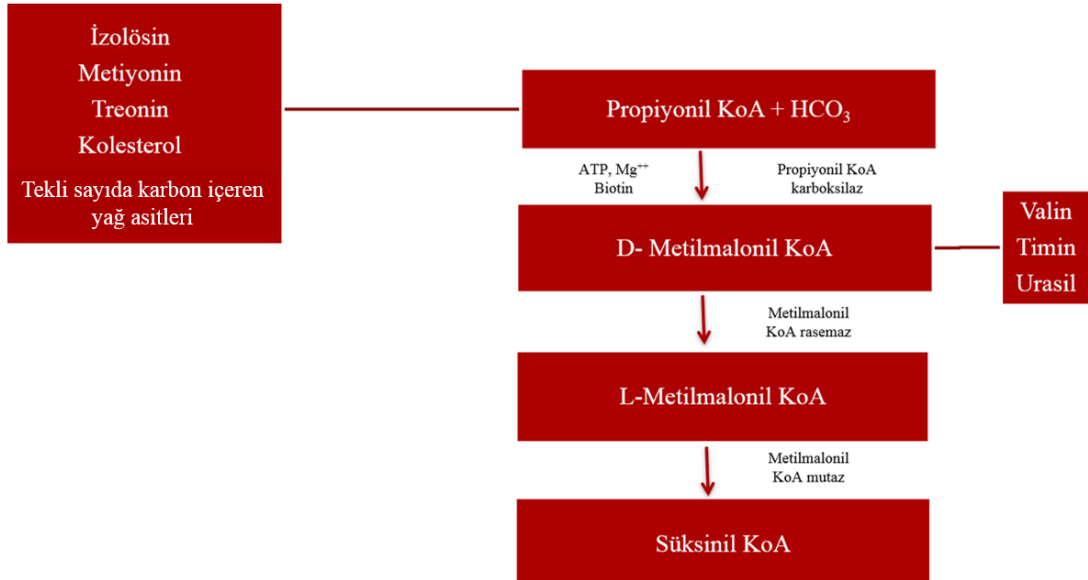 İzolösin
Metiyonin
Treonin
Kolesterol
Tekli sayıda karbon içeren
yağ asitleri
Propiyonil KoA + HCO₃
ATP, Mg⁺⁺
Biotin
Propiyonil KoA
karboksilaz
D- Metilmalonil KoA
Valin
Timin
Urasil
Metilmalonil
KoA rasemaz
L-Metilmalonil KoA
Metilmalonil
KoA mutaz
Süksinil KoA